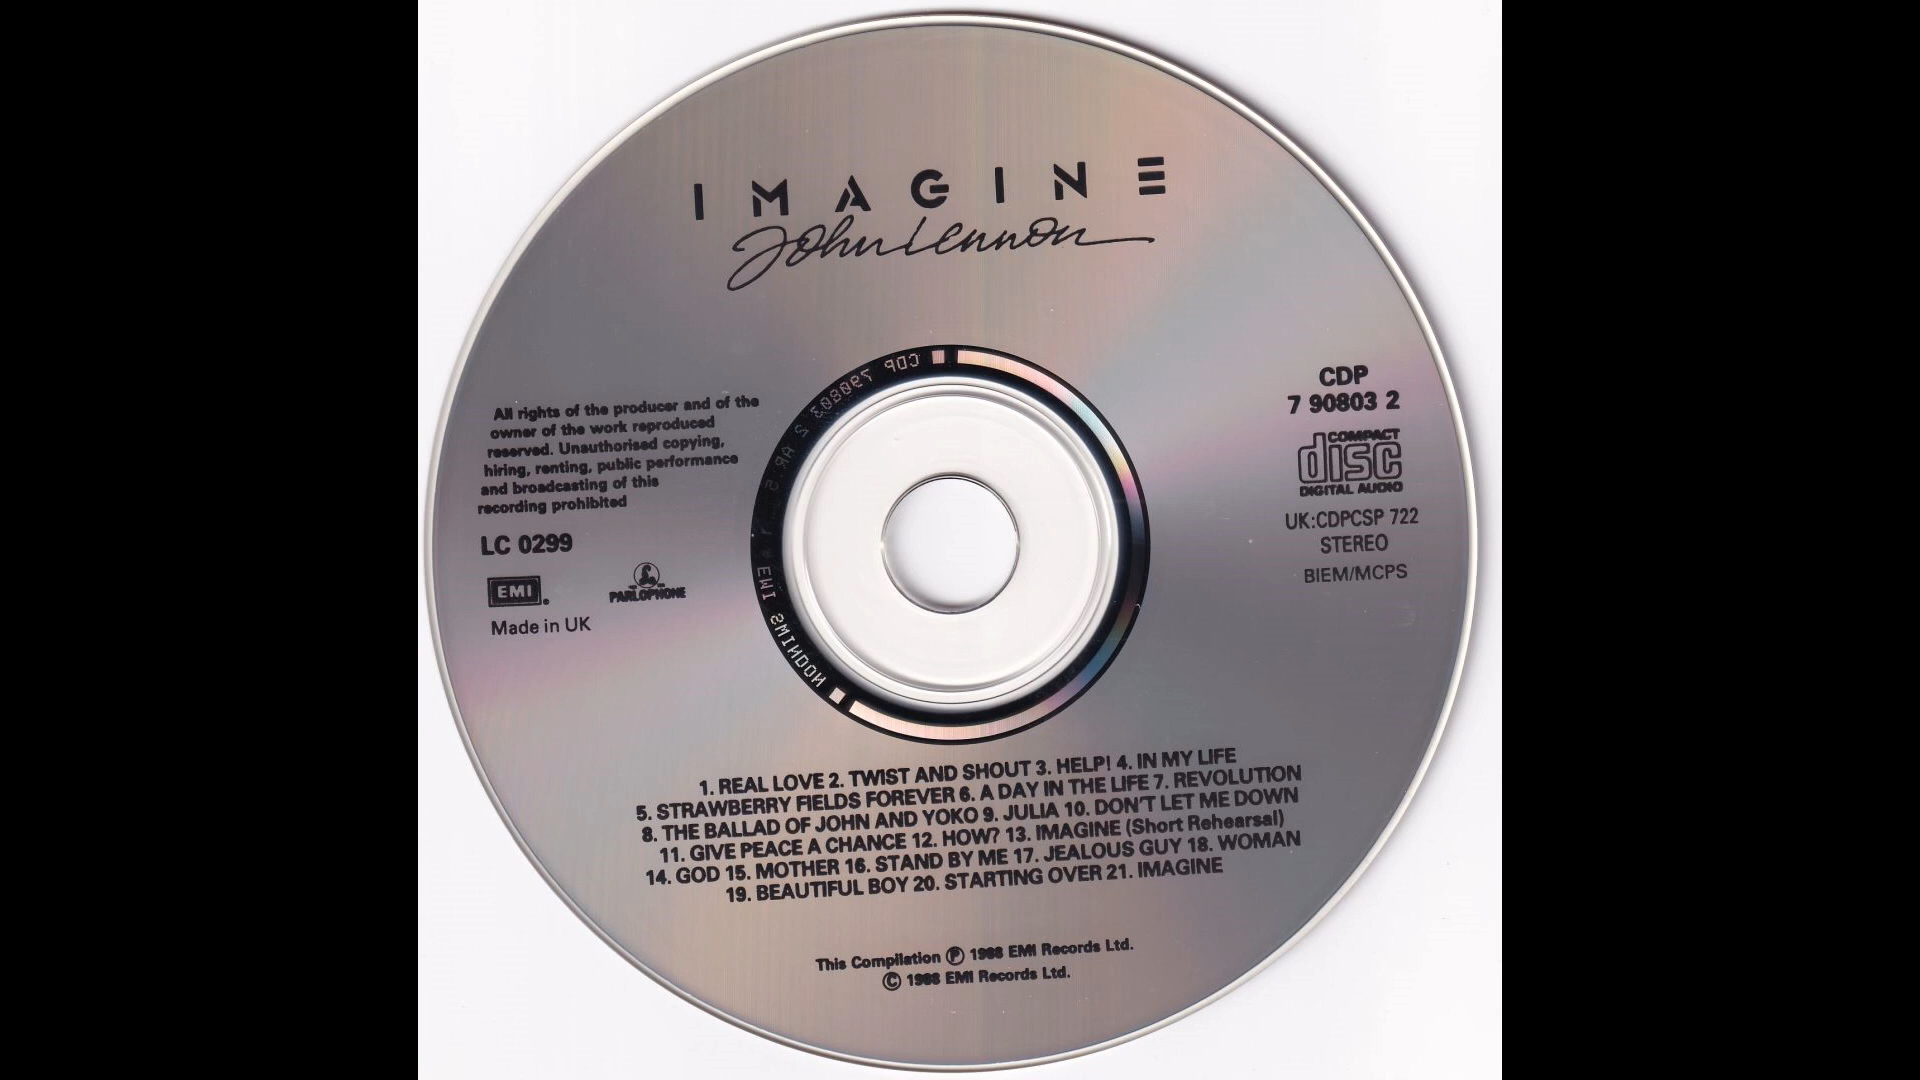 IMAGINE
John Lennon
CDP
7 90803 2
COMPACT
disc
DIGITAL AUDIO
UK:CDPCSP 722
STEREO
BIEM/MCPS
All rights of the producer and of the
owner of the work reproduced
reserved. Unauthorised copying,
hiring, renting, public performance
and broadcasting of this
recording prohibited
LC 0299
EMI
PARLOPHONE
Made in UK
CDP 790803 2
EMI SWINDON
1. REAL LOVE 2. TWIST AND SHOUT 3. HELP! 4. IN MY LIFE
5. STRAWBERRY FIELDS FOREVER 6. A DAY IN THE LIFE 7. REVOLUTION
8. THE BALLAD OF JOHN AND YOKO 9. JULIA 10. DON'T LET ME DOWN
11. GIVE PEACE A CHANCE 12. HOW? 13. IMAGINE (Short Rehearsal)
14. GOD 15. MOTHER 16. STAND BY ME 17. JEALOUS GUY 18. WOMAN
19. BEAUTIFUL BOY 20. STARTING OVER 21. IMAGINE
This Compilation ℗ 1988 EMI Records Ltd.
© 1988 EMI Records Ltd.